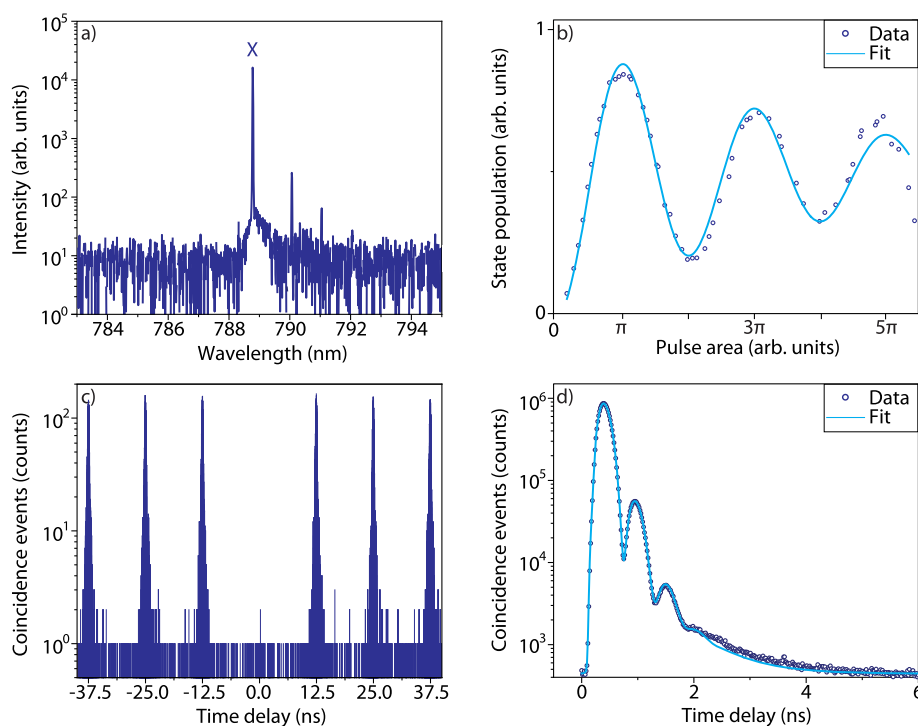 a)
X
Intensity (arb. units)
10^5
10^4
10^3
10^2
10^1
10^0
784 786 788 790 792 794
Wavelength (nm)
b)
Data
Fit
State population (arb. units)
1
0
0 π 3π 5π
Pulse area (arb. units)
c)
Coincidence events (counts)
10^2
10^1
10^0
-37.5 -25.0 -12.5 0.0 12.5 25.0 37.5
Time delay (ns)
d)
Data
Fit
Coincidence events (counts)
10^6
10^5
10^4
10^3
0 2 4 6
Time delay (ns)